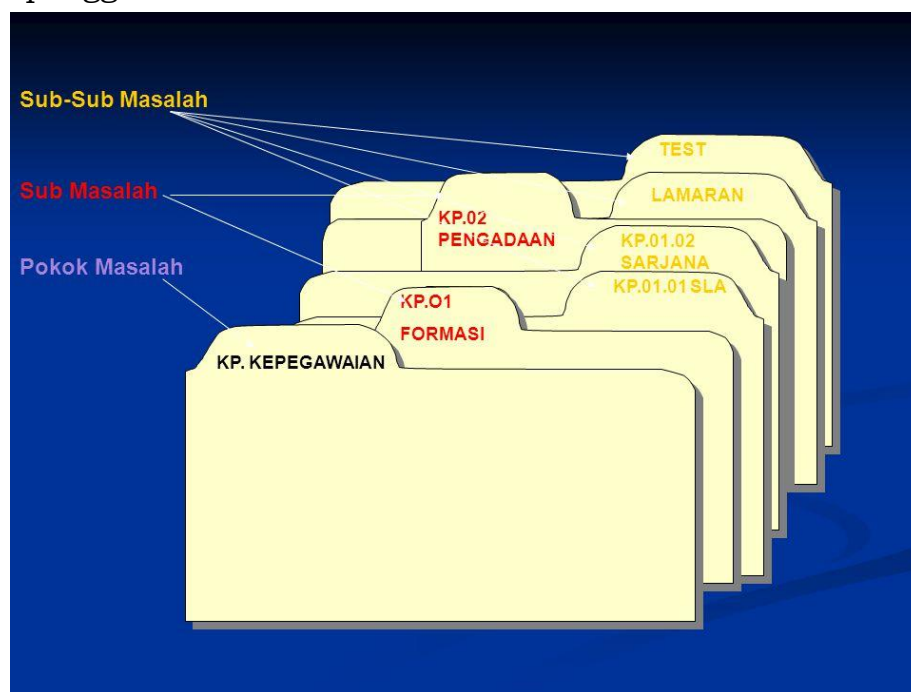 Sub-Sub Masalah
TEST
LAMARAN
Sub Masalah
KP.02
PENGADAAN
KP.01.02
SARJANA
Pokok Masalah
KP.01.01 SLA
KP.O1
FORMASI
KP. KEPEGAWAIAN